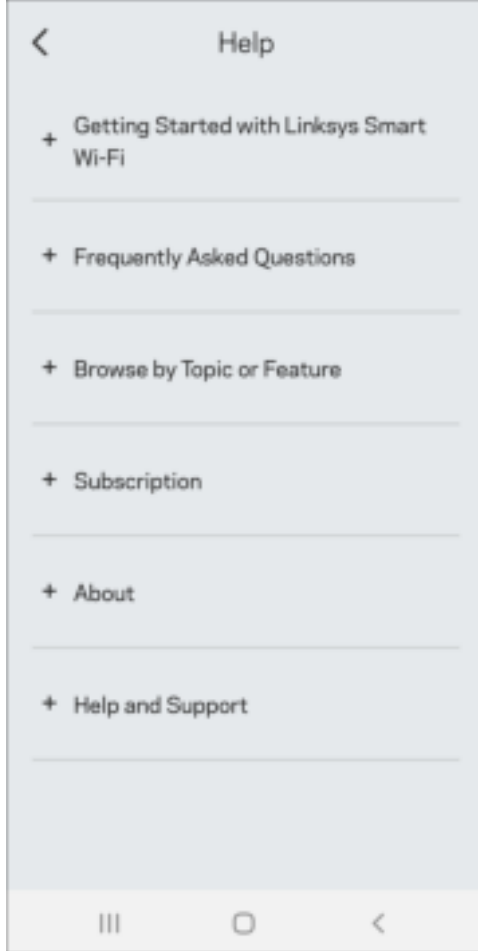 Help
Getting Started with Linksys Smart
Wi-Fi
Frequently Asked Questions
Browse by Topic or Feature
Subscription
About
Help and Support